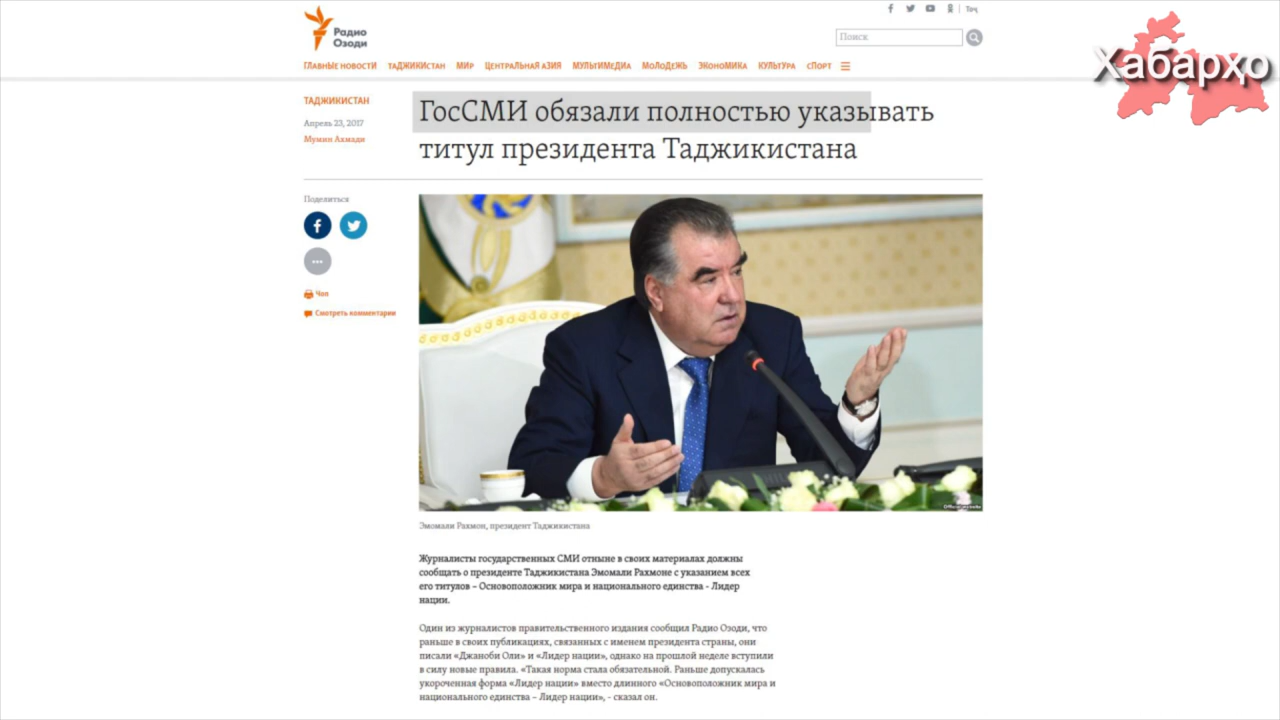 Радио
Озоди
Тоҷ
Поиск
Хабарҳо
ГЛАВНЫЕ НОВОСТИ ТАДЖИКИСТАН МИР ЦЕНТРАЛЬНАЯ АЗИЯ МУЛЬТИМЕДИА МОЛОДЕЖЬ ЭКОНОМИКА КУЛЬТУРА СПОРТ
ТАДЖИКИСТАН
Апрель 23, 2017
Мумин Ахмади
ГосСМИ обязали полностью указывать
титул президента Таджикистана
Поделиться
Чоп
Смотреть комментарии
Эмомали Рахмон, президент Таджикистана
Журналисты государственных СМИ отныне в своих материалах должны
сообщать о президенте Таджикистана Эмомали Рахмоне с указанием всех
его титулов – Основоположник мира и национального единства - Лидер
нации.
Один из журналистов правительственного издания сообщил Радио Озоди, что
раньше в своих публикациях, связанных с именем президента страны, они
писали «Джаноби Оли» и «Лидер нации», однако на прошлой неделе вступили
в силу новые правила. «Такая норма стала обязательной. Раньше допускалась
укороченная форма «Лидер нации» вместо длинного «Основоположник мира и
национального единства – Лидер нации», - сказал он.